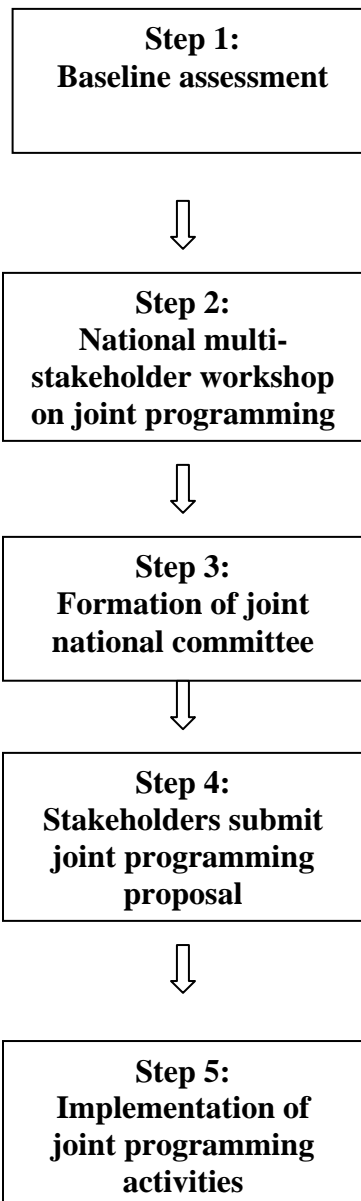 Step 1:
Baseline assessment
Step 2:
National multi-
stakeholder workshop
on joint programming
Step 3:
Formation of joint
national committee
Step 4:
Stakeholders submit
joint programming
proposal
Step 5:
Implementation of
joint programming
activities